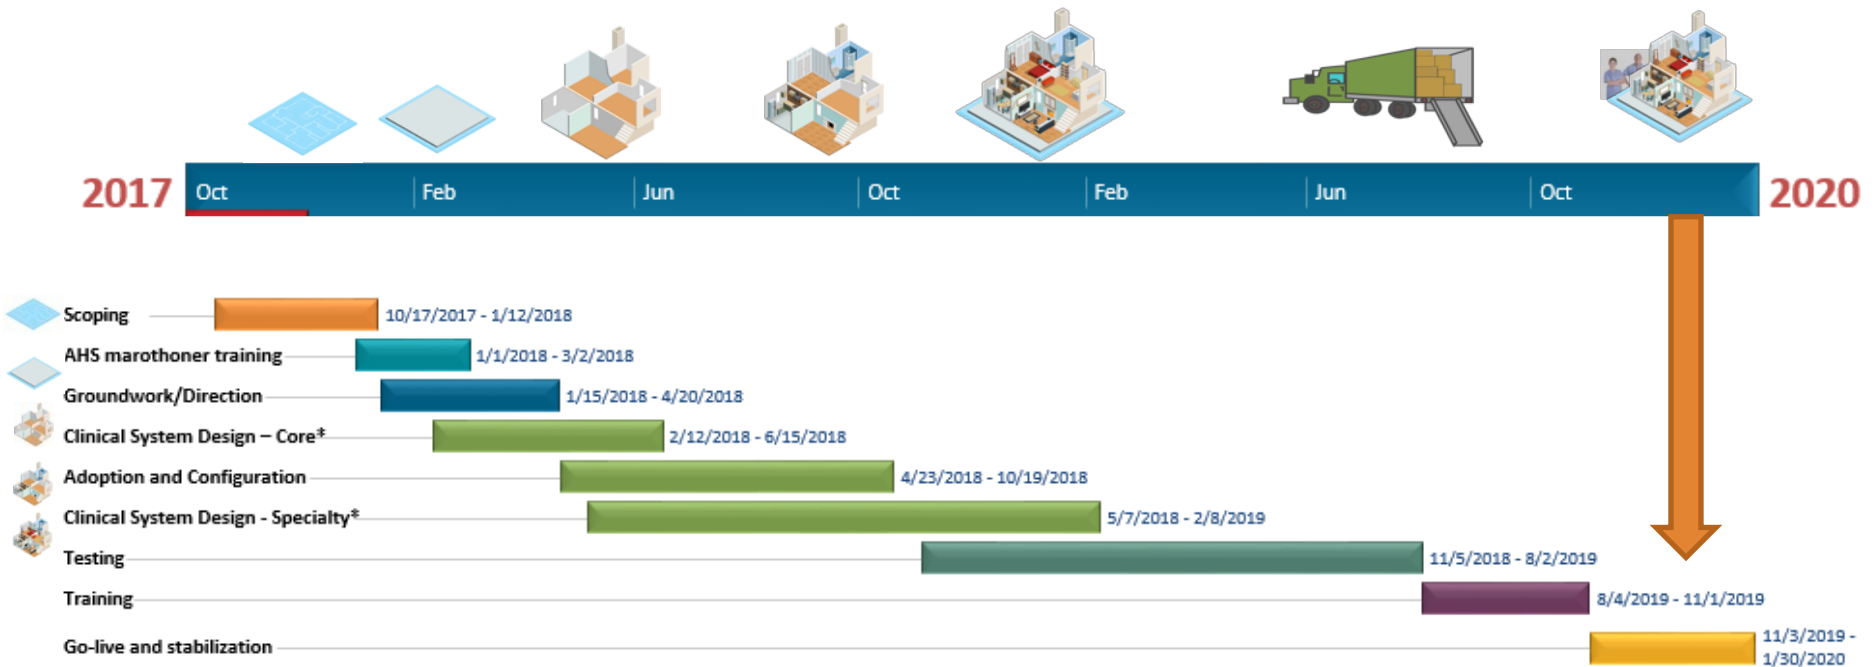 2017 Oct Feb Jun Oct Feb Jun Oct 2020
Scoping 10/17/2017 - 1/12/2018
AHS marothoner training 1/1/2018 - 3/2/2018
Groundwork/Direction 1/15/2018 - 4/20/2018
Clinical System Design – Core* 2/12/2018 - 6/15/2018
Adoption and Configuration 4/23/2018 - 10/19/2018
Clinical System Design - Specialty* 5/7/2018 - 2/8/2019
Testing 11/5/2018 - 8/2/2019
Training 8/4/2019 - 11/1/2019
Go-live and stabilization 11/3/2019 -
1/30/2020